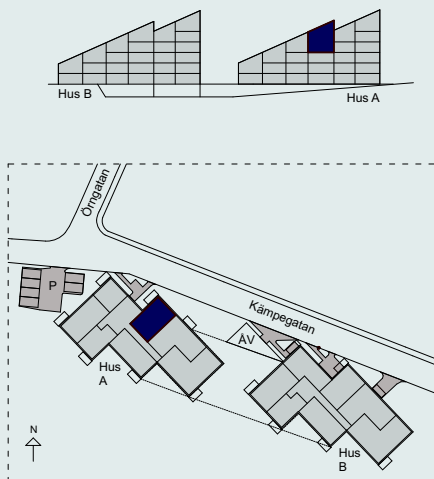 Hus B
Hus A
Örngatan
P
Kämpegatan
ÅV
Hus
A
N
Hus
B